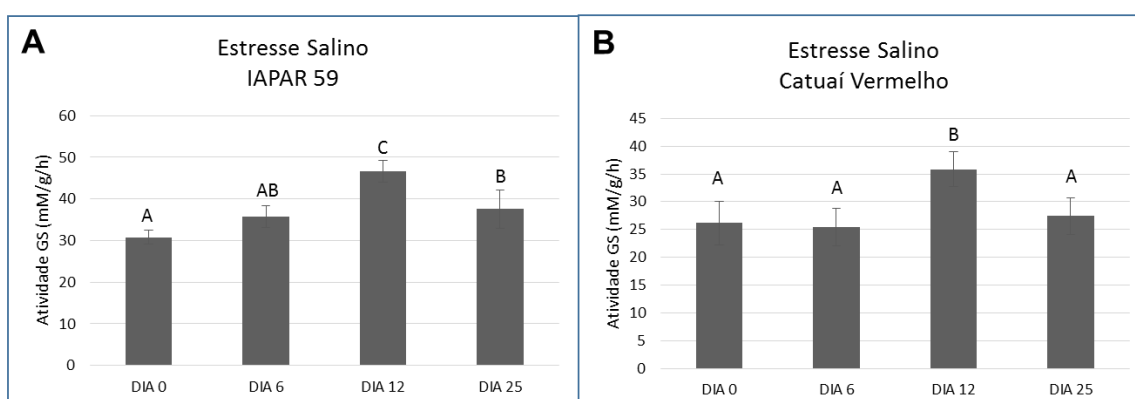 A
Estresse Salino
IAPAR 59
Atividade GS (mM/g/h)
60
50
40
30
20
10
0
A
AB
C
B
DIA 0
DIA 6
DIA 12
DIA 25
B
Estresse Salino
Catuaí Vermelho
Atividade GS (mM/g/h)
45
40
35
30
25
20
15
10
5
0
A
A
B
A
DIA 0
DIA 6
DIA 12
DIA 25